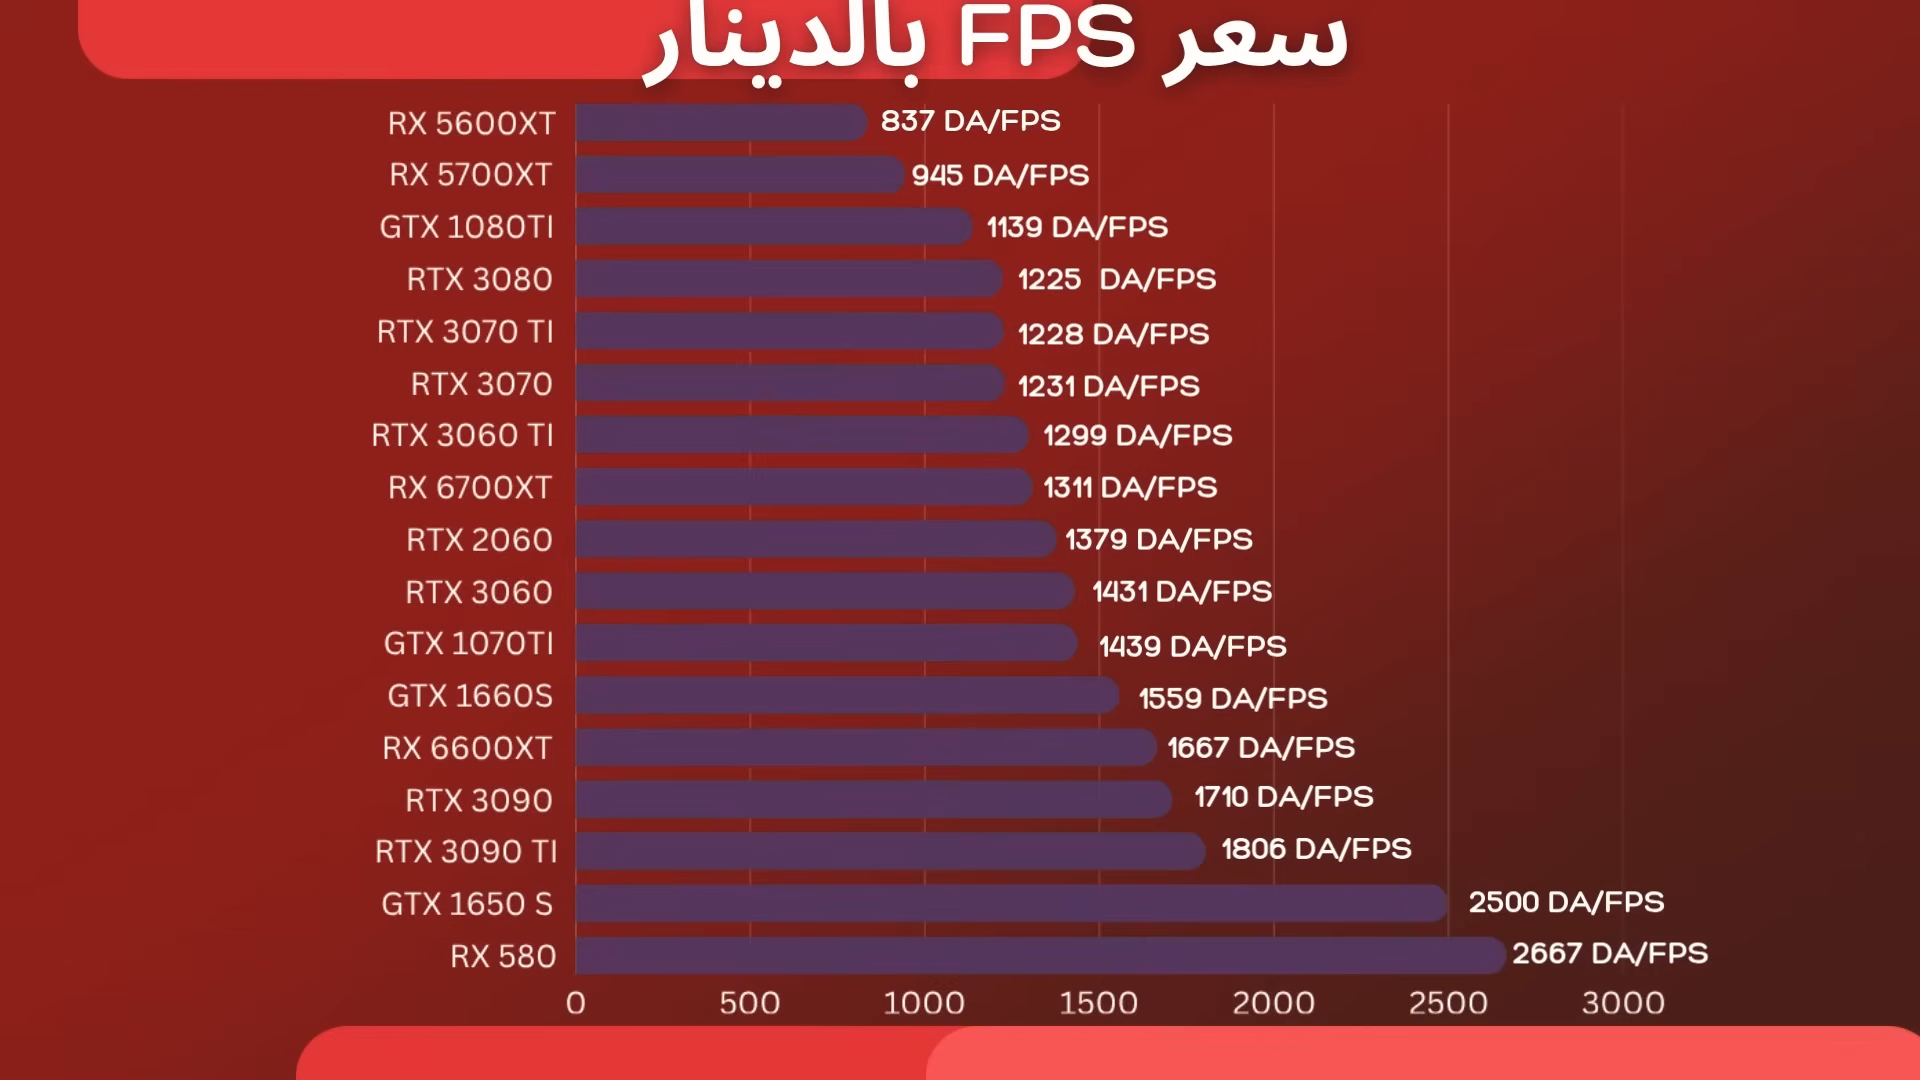 سعر FPS بالدينار
RX 5600XT 837 DA/FPS
RX 5700XT 945 DA/FPS
GTX 1080TI 1139 DA/FPS
RTX 3080 1225 DA/FPS
RTX 3070 TI 1228 DA/FPS
RTX 3070 1231 DA/FPS
RTX 3060 TI 1299 DA/FPS
RX 6700XT 1311 DA/FPS
RTX 2060 1379 DA/FPS
RTX 3060 1431 DA/FPS
GTX 1070TI 1439 DA/FPS
GTX 1660S 1559 DA/FPS
RX 6600XT 1667 DA/FPS
RTX 3090 1710 DA/FPS
RTX 3090 TI 1806 DA/FPS
GTX 1650 S 2500 DA/FPS
RX 580 2667 DA/FPS
0 500 1000 1500 2000 2500 3000